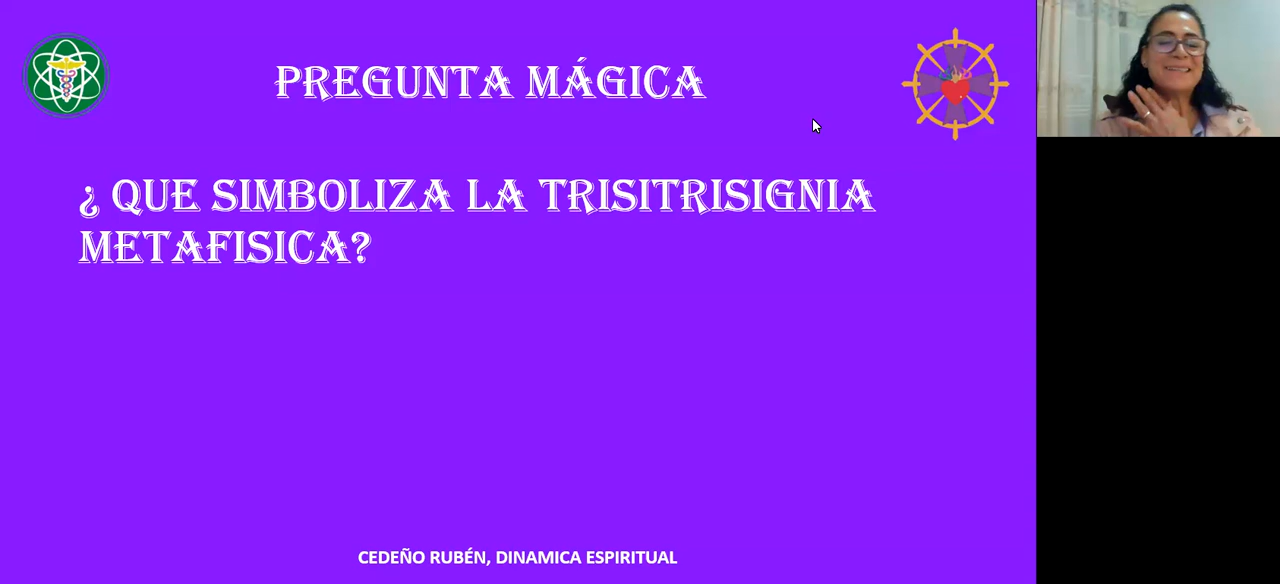 PREGUNTA MÁGICA
¿ QUE SIMBOLIZA LA TRISITRISIGNIA
METAFISICA?
CEDEÑO RUBÉN, DINAMICA ESPIRITUAL